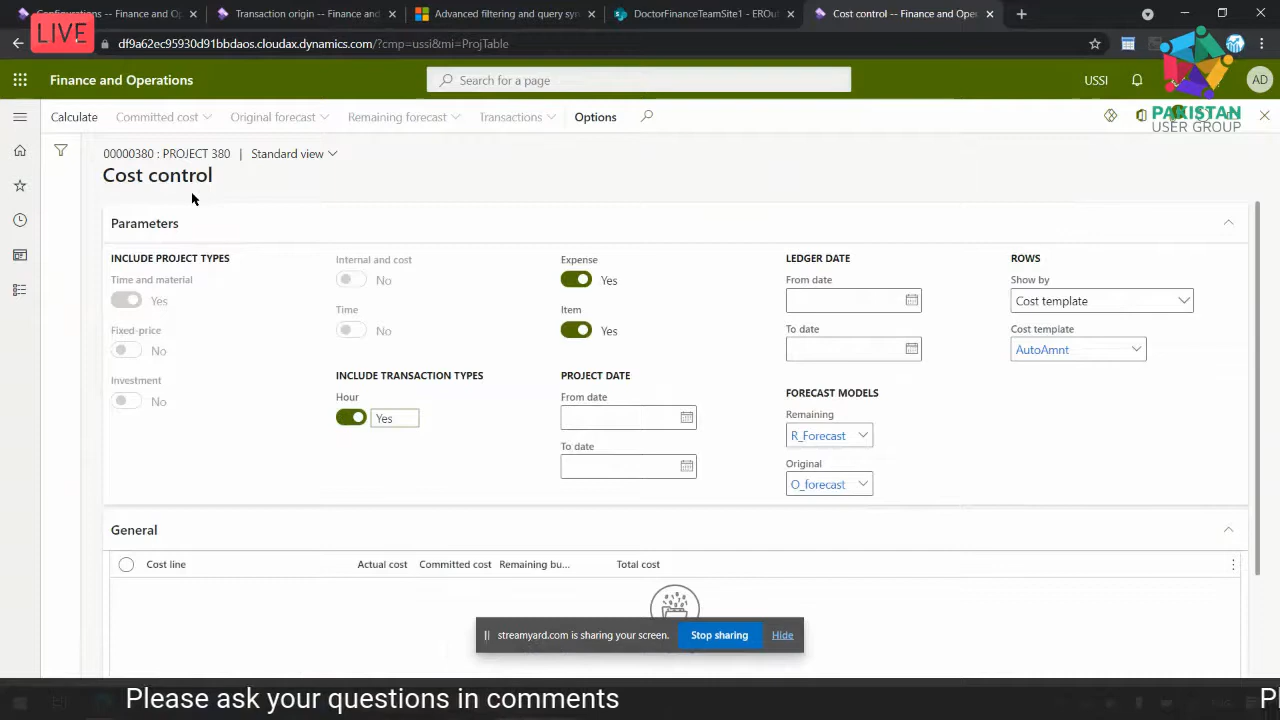 Configurations -- Finance and Op
Transaction origin -- Finance and
Advanced filtering and query syn
DoctorFinanceTeamSite1 - EROut
Cost control -- Finance and Oper
LIVE
df9a62ec95930d91bbdaos.cloudax.dynamics.com/?cmp=ussi&mi=ProjTable
Finance and Operations
Search for a page
USSI
AD
PAKISTAN
USER GROUP
Calculate
Committed cost
Original forecast
Remaining forecast
Transactions
Options
00000380 : PROJECT 380 | Standard view
Cost control
Parameters
INCLUDE PROJECT TYPES
Time and material
Yes
Fixed-price
No
Investment
No
Internal and cost
No
Time
No
INCLUDE TRANSACTION TYPES
Hour
Yes
Expense
Yes
Item
Yes
PROJECT DATE
From date
To date
LEDGER DATE
From date
To date
FORECAST MODELS
Remaining
R_Forecast
Original
O_forecast
ROWS
Show by
Cost template
Cost template
AutoAmnt
General
Cost line
Actual cost
Committed cost
Remaining bu...
Total cost
streamyard.com is sharing your screen.
Stop sharing
Hide
Please ask your questions in comments